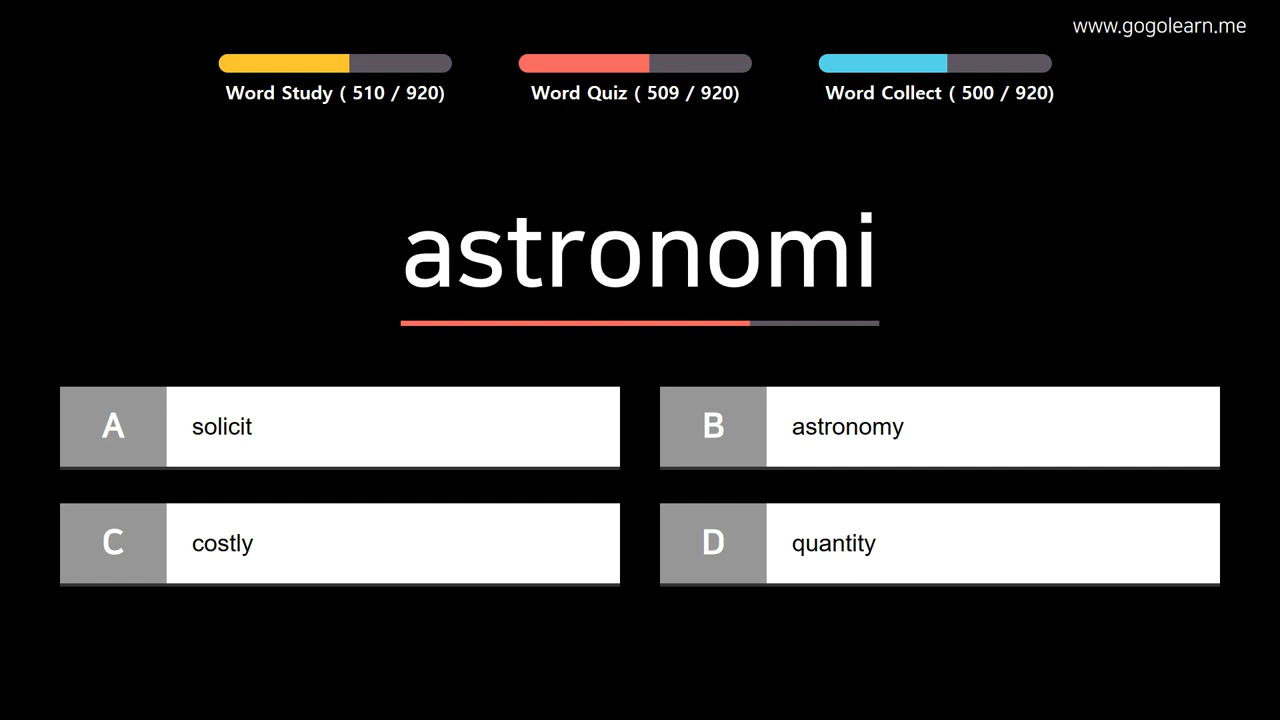 www.gogolearn.me
Word Study ( 510 / 920)
Word Quiz ( 509 / 920)
Word Collect ( 500 / 920)
astronomi
A solicit
B astronomy
C costly
D quantity